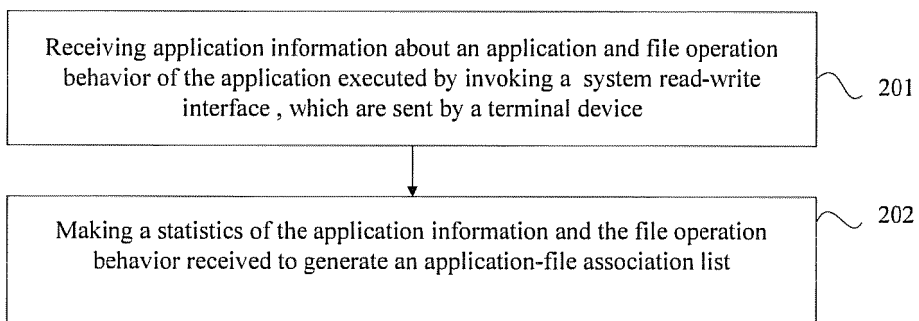 Receiving application information about an application and file operation
behavior of the application executed by invoking a system read-write
interface , which are sent by a terminal device
201
Making a statistics of the application information and the file operation
behavior received to generate an application-file association list
202